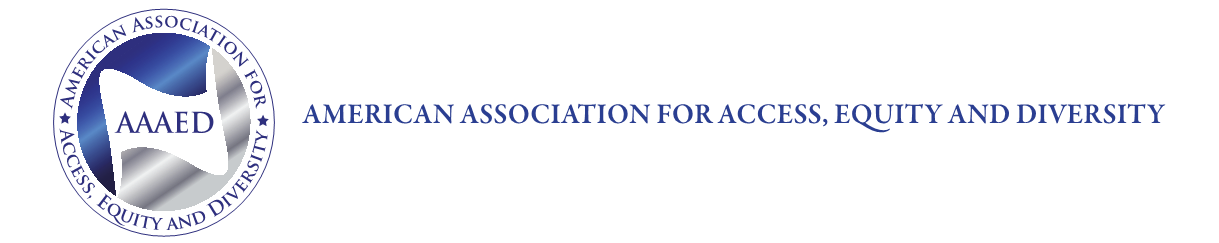 AMERICAN ASSOCIATION FOR
ACCESS, EQUITY AND DIVERSITY
AAAED
AMERICAN ASSOCIATION FOR ACCESS, EQUITY AND DIVERSITY